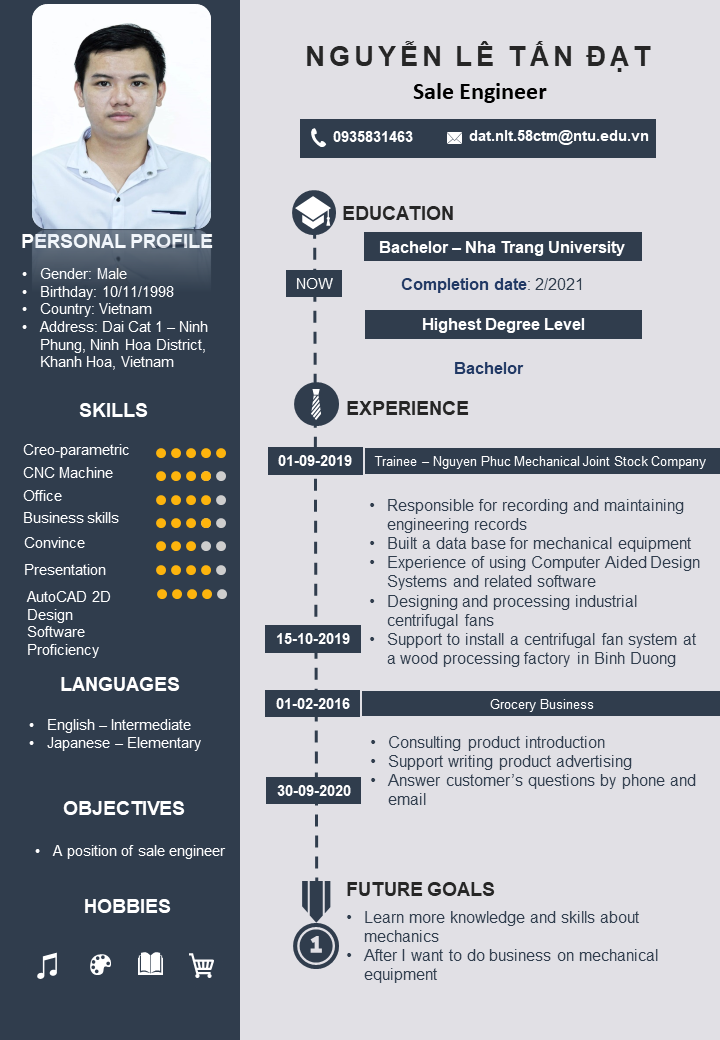 NGUYỄN LÊ TẤN ĐẠT
Sale Engineer
0935831463
dat.nlt.58ctm@ntu.edu.vn
PERSONAL PROFILE
• Gender: Male
• Birthday: 10/11/1998
• Country: Vietnam
• Address: Dai Cat 1 – Ninh
Phung, Ninh Hoa District,
Khanh Hoa, Vietnam
SKILLS
Creo-parametric
CNC Machine
Office
Business skills
Convince
Presentation
AutoCAD 2D
Design
Software
Proficiency
LANGUAGES
• English – Intermediate
• Japanese – Elementary
OBJECTIVES
• A position of sale engineer
HOBBIES
EDUCATION
Bachelor – Nha Trang University
NOW
Completion date: 2/2021
Highest Degree Level
Bachelor
EXPERIENCE
01-09-2019
Trainee – Nguyen Phuc Mechanical Joint Stock Company
• Responsible for recording and maintaining
engineering records
• Built a data base for mechanical equipment
• Experience of using Computer Aided Design
Systems and related software
• Designing and processing industrial
centrifugal fans
15-10-2019
• Support to install a centrifugal fan system at
a wood processing factory in Binh Duong
01-02-2016
Grocery Business
• Consulting product introduction
• Support writing product advertising
• Answer customer's questions by phone and
email
30-09-2020
FUTURE GOALS
• Learn more knowledge and skills about
mechanics
• After I want to do business on mechanical
equipment
1